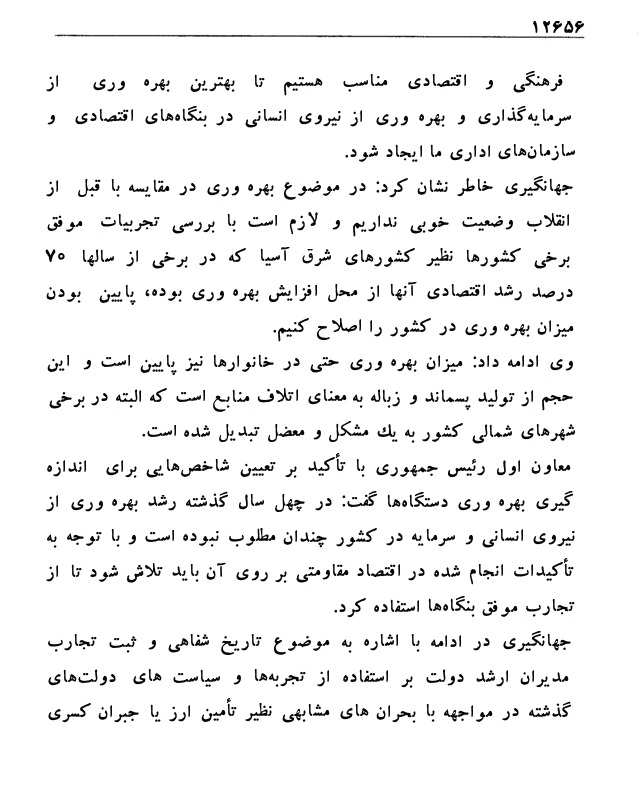 ۱۲۶۵۶
فرهنگی و اقتصادی مناسب هستیم تا بهترین بهره وری از
سرمایه‌گذاری و بهره وری از نیروی انسانی در بنگاه‌های اقتصادی و
سازمان‌های اداری ما ایجاد شود.
جهانگیری خاطر نشان کرد: در موضوع بهره وری در مقایسه با قبل از
انقلاب وضعیت خوبی نداریم و لازم است با بررسی تجربیات موفق
برخی کشورها نظیر کشورهای شرق آسیا که در برخی از سالها ۷۰
درصد رشد اقتصادی آنها از محل افزایش بهره وری بوده، پایین بودن
میزان بهره وری در کشور را اصلاح کنیم.
وی ادامه داد: میزان بهره وری حتی در خانوارها نیز پایین است و این
حجم از تولید پسماند و زباله به معنای اتلاف منابع است که البته در برخی
شهرهای شمالی کشور به یك مشکل و معضل تبدیل شده است.
معاون اول رئیس جمهوری با تأکید بر تعیین شاخص‌هایی برای اندازه
گیری بهره وری دستگاه‌ها گفت: در چهل سال گذشته رشد بهره وری از
نیروی انسانی و سرمایه در کشور چندان مطلوب نبوده است و با توجه به
تأکیدات انجام شده در اقتصاد مقاومتی بر روی آن باید تلاش شود تا از
تجارب موفق بنگاه‌ها استفاده کرد.
جهانگیری در ادامه با اشاره به موضوع تاریخ شفاهی و ثبت تجارب
مدیران ارشد دولت بر استفاده از تجربه‌ها و سیاست های دولت‌های
گذشته در مواجهه با بحران های مشابهی نظیر تأمین ارز یا جبران کسری